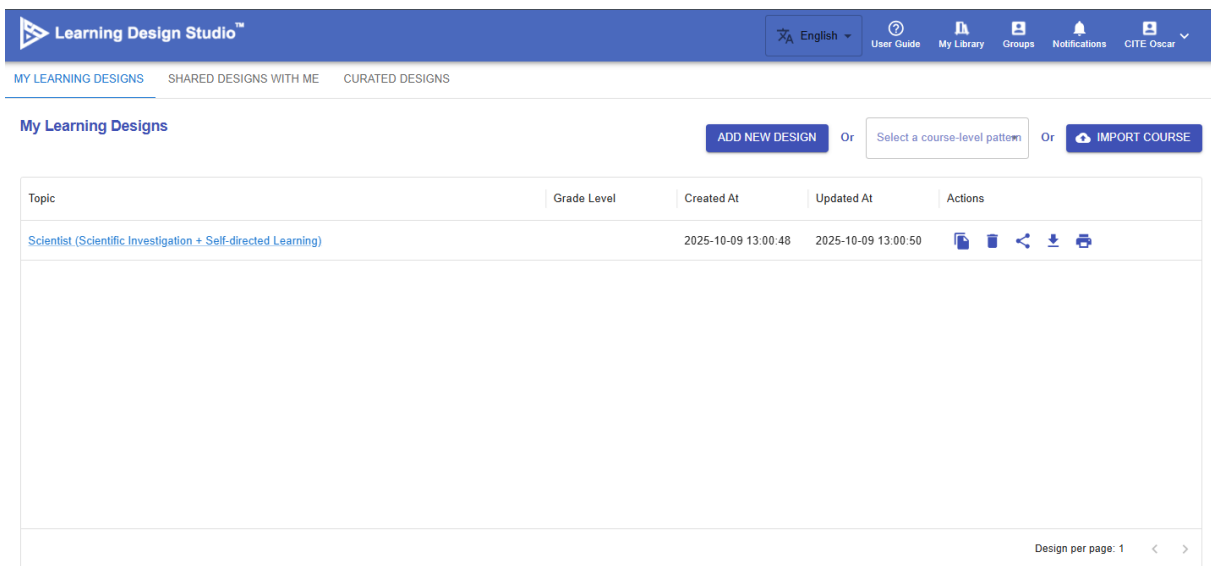 Learning Design Studio™
English
User Guide
My Library
Groups
Notifications
CITE Oscar
MY LEARNING DESIGNS
SHARED DESIGNS WITH ME
CURATED DESIGNS
My Learning Designs
ADD NEW DESIGN
Or
Select a course-level pattern
Or
IMPORT COURSE
Topic
Grade Level
Created At
Updated At
Actions
Scientist (Scientific Investigation + Self-directed Learning)
2025-10-09 13:00:48
2025-10-09 13:00:50
Design per page: 1